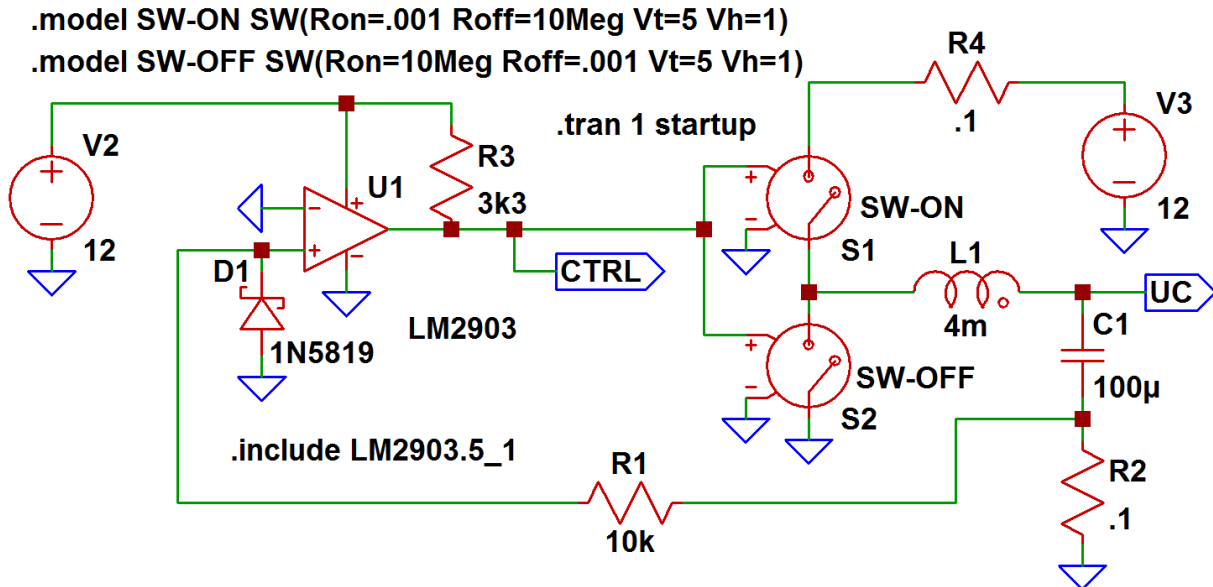 .model SW-ON SW(Ron=.001 Roff=10Meg Vt=5 Vh=1)
.model SW-OFF SW(Ron=10Meg Roff=.001 Vt=5 Vh=1)
R4
.1
V3
12
V2
12
.tran 1 startup
R3
3k3
U1
SW-ON
S1
D1
1N5819
CTRL
LM2903
L1
4m
UC
C1
100µ
SW-OFF
S2
.include LM2903.5_1
R1
10k
R2
.1